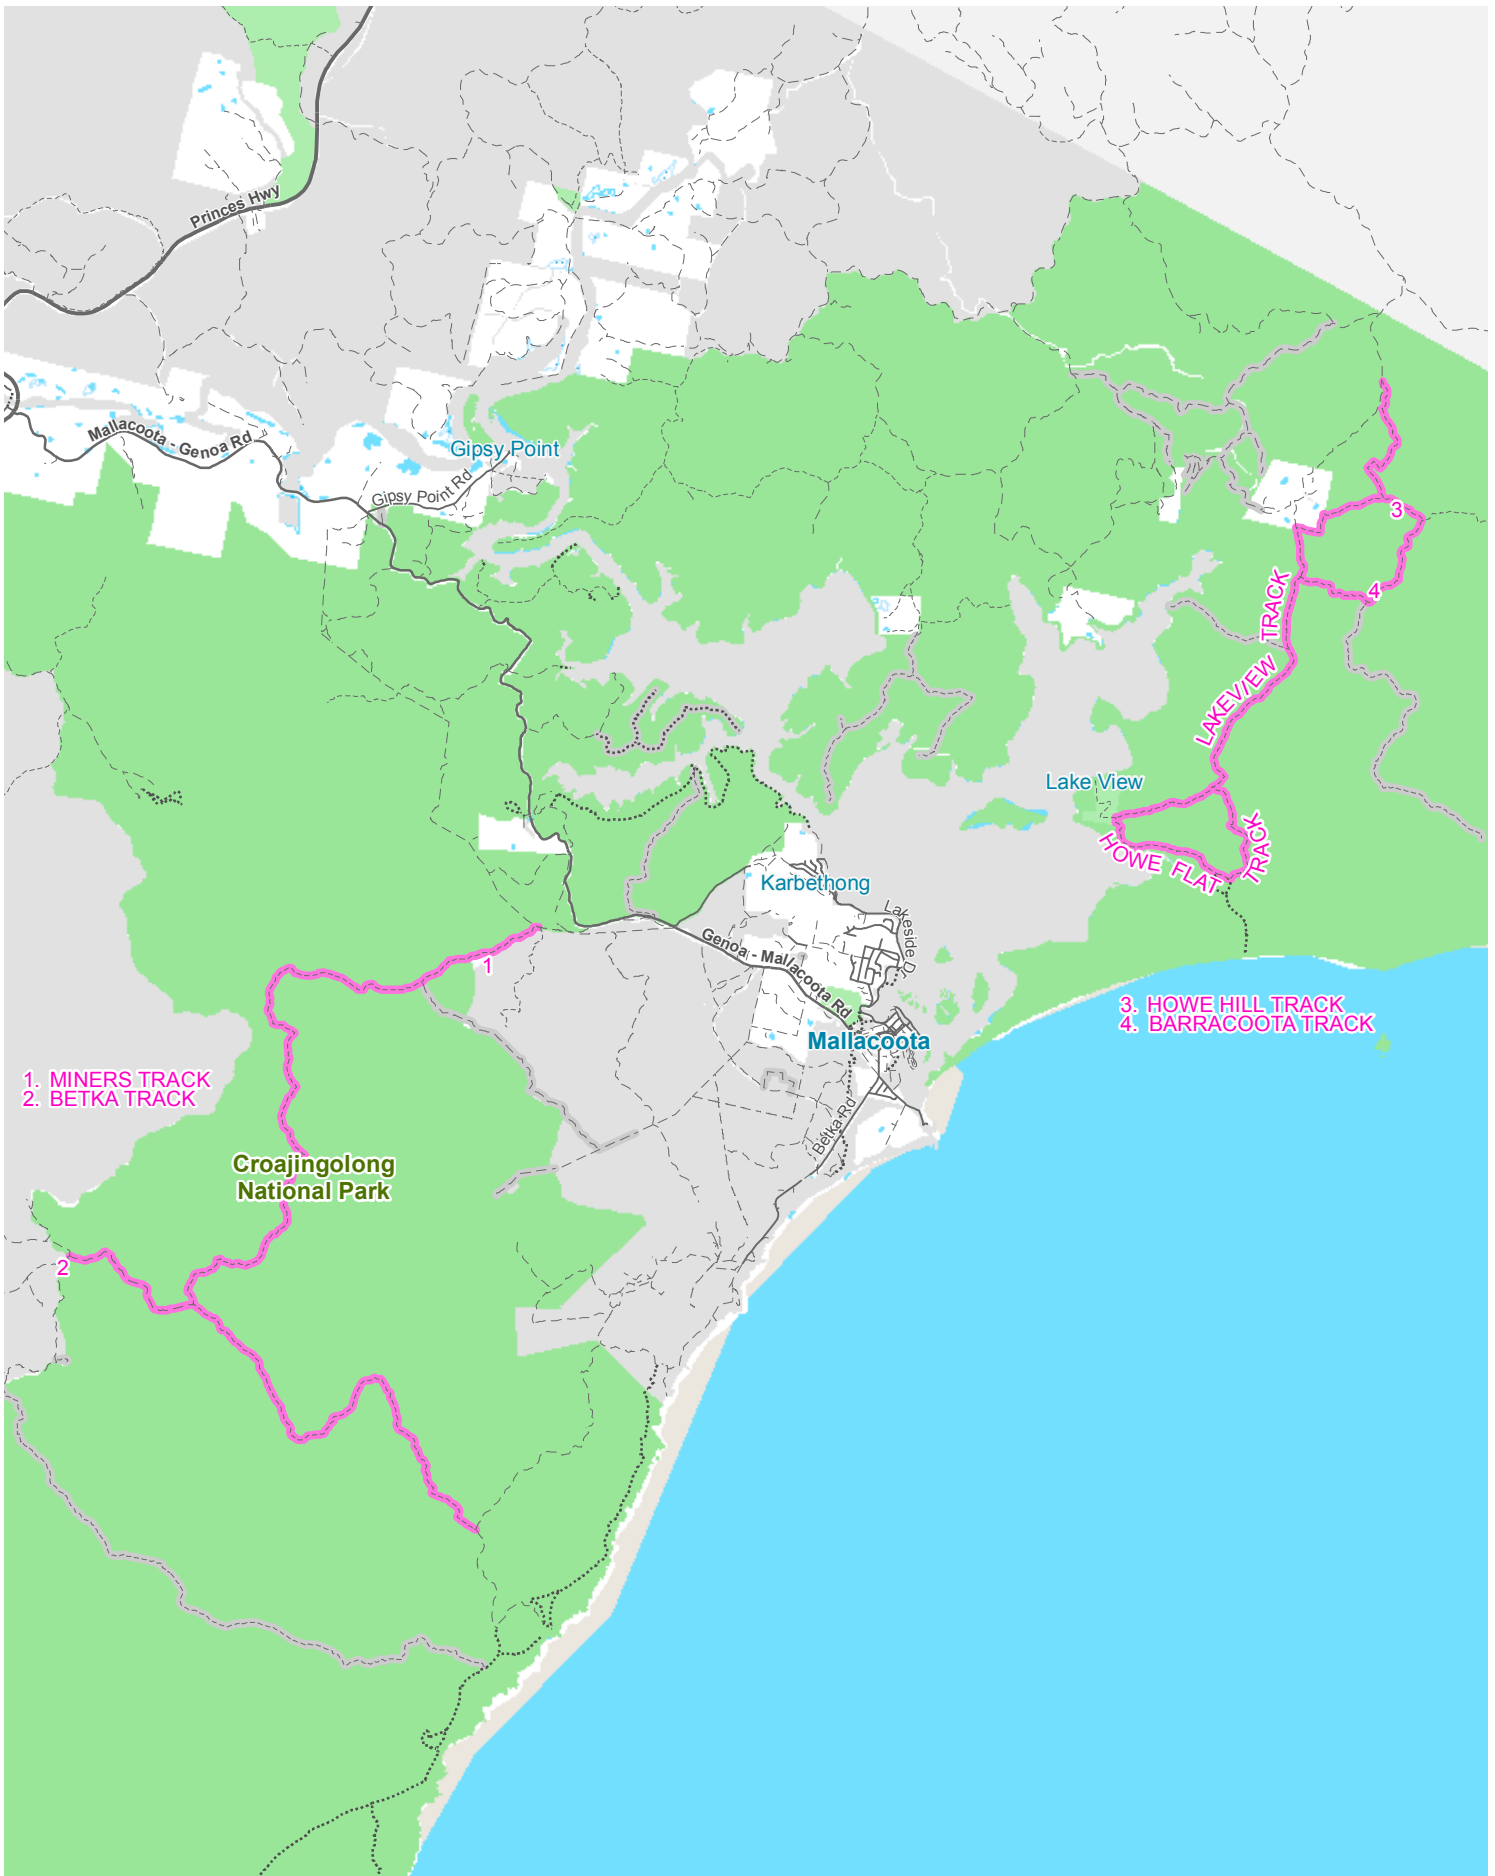 Princes Hwy
Mallacoota - Genoa Rd
Gipsy Point
Gipsy Point Rd
3
4
LAKEVIEW TRACK
Lake View
HOWE FLAT TRACK
Karbethong
Lakeside D
1
Genoa - Mallacoota Rd
3. HOWE HILL TRACK
4. BARRACOOTA TRACK
Mallacoota
1. MINERS TRACK
2. BETKA TRACK
Betka Rd
Croajingolong
National Park
2